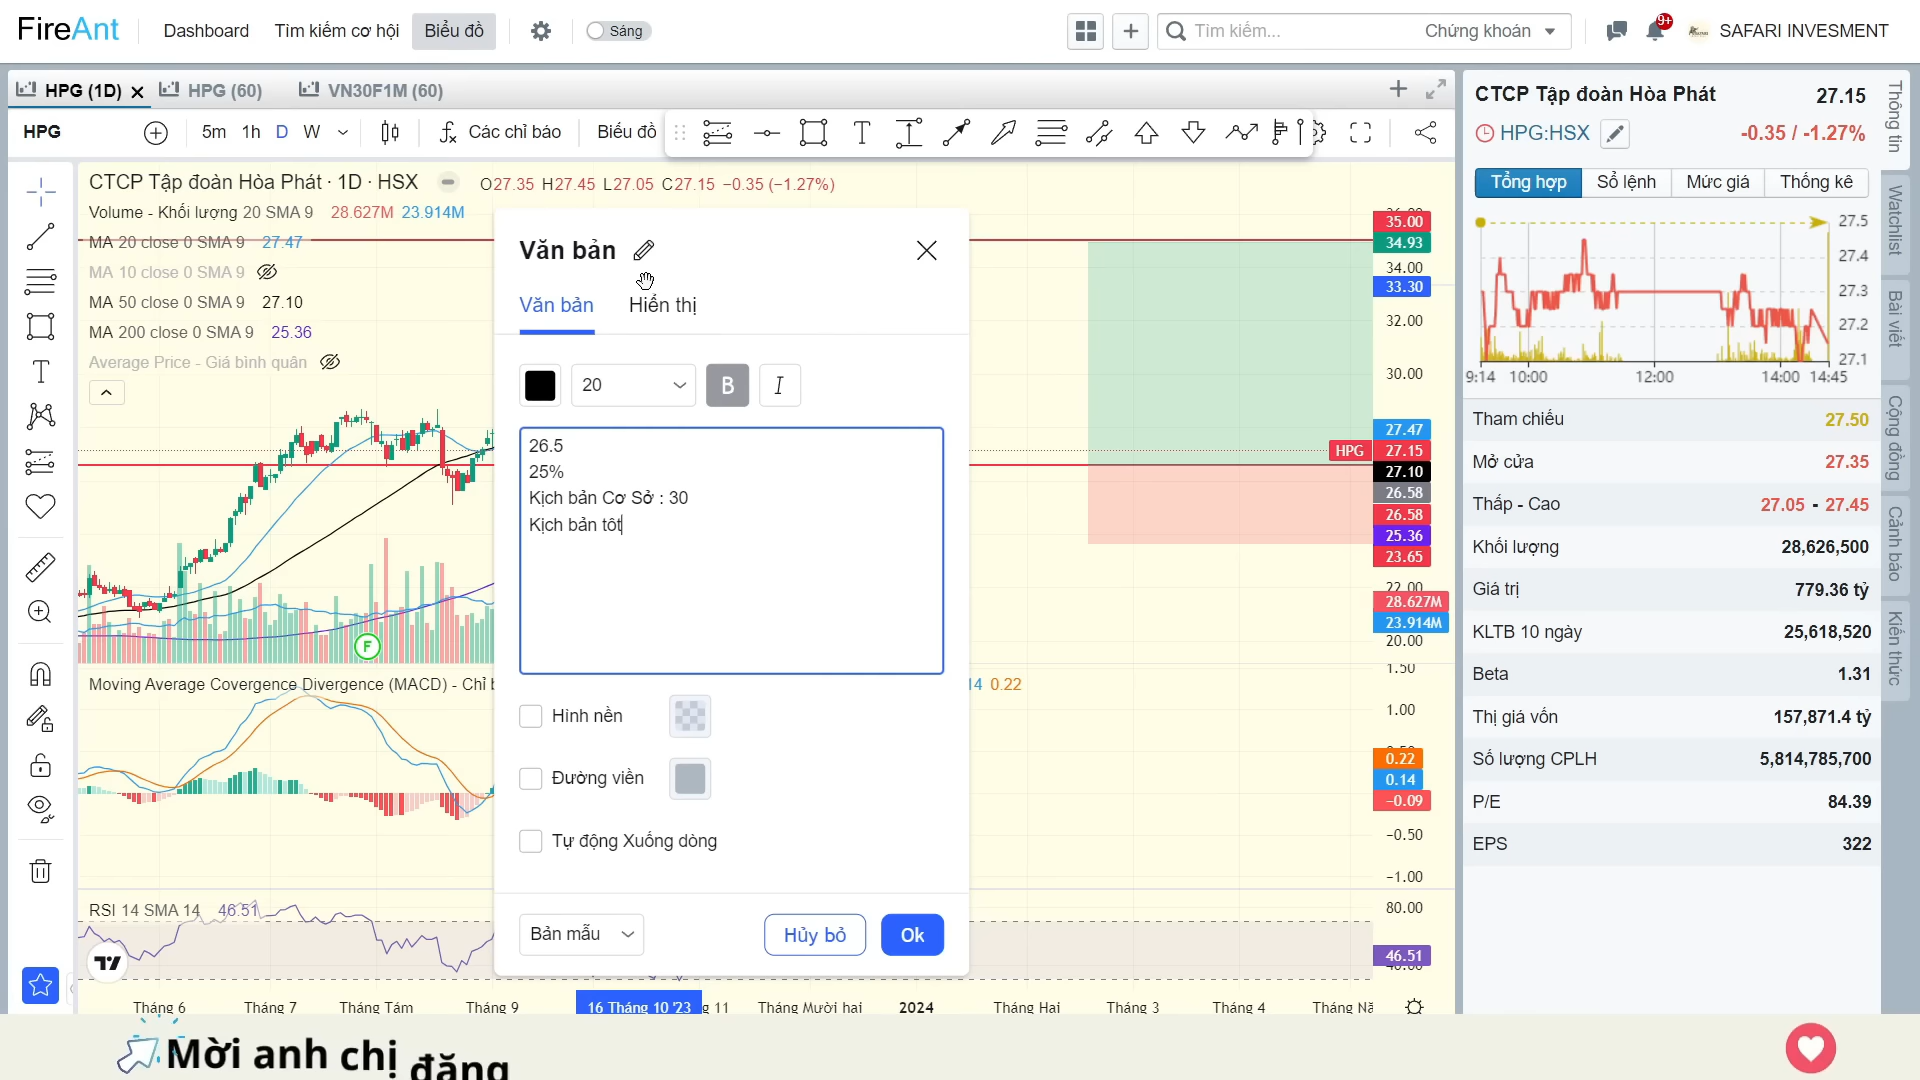 FireAnt
Dashboard
Tìm kiếm cơ hội
Biểu đồ
Sáng
Tìm kiếm...
Chứng khoán
9+
SAFARI INVESMENT
HPG (1D)
HPG (60)
VN30F1M (60)
HPG
5m 1h D W
Các chỉ báo
Biểu đồ
CTCP Tập đoàn Hòa Phát · 1D · HSX
O27.35 H27.45 L27.05 C27.15 −0.35 (−1.27%)
Volume - Khối lượng 20 SMA 9 28.627M 23.914M
MA 20 close 0 SMA 9 27.47
MA 10 close 0 SMA 9
MA 50 close 0 SMA 9 27.10
MA 200 close 0 SMA 9 25.36
Average Price - Giá bình quân
F
Moving Average Covergence Divergence (MACD) - Chỉ b
14 0.22
RSI 14 SMA 14 46.51
Văn bản
Văn bản
Hiển thị
20
B
I
26.5
25%
Kịch bản Cơ Sở : 30
Kịch bản tôt
Hình nền
Đường viền
Tự động Xuống dòng
Bản mẫu
Hủy bỏ
Ok
35.00
34.93
34.00
33.30
32.00
30.00
27.47
HPG 27.15
27.10
26.58
26.58
25.36
23.65
22.00
28.627M
23.914M
20.00
1.50
1.00
0.22
0.14
−0.09
−0.50
−1.00
80.00
46.51
Tháng 6
Tháng 7
Tháng Tám
Tháng 9
16 Tháng 10 '23
g 11
Tháng Mười hai
2024
Tháng Hai
Tháng 3
Tháng 4
Tháng Nă
CTCP Tập đoàn Hòa Phát 27.15
HPG:HSX -0.35 / -1.27%
Tổng hợp
Sổ lệnh
Mức giá
Thống kê
27.5
27.4
27.3
27.2
27.1
9:14 10:00 12:00 14:00 14:45
Tham chiếu 27.50
Mở cửa 27.35
Thấp - Cao 27.05 - 27.45
Khối lượng 28,626,500
Giá trị 779.36 tỷ
KLTB 10 ngày 25,618,520
Beta 1.31
Thị giá vốn 157,871.4 tỷ
Số lượng CPLH 5,814,785,700
P/E 84.39
EPS 322
Thông tin
Watchlist
Bài viết
Cộng đồng
Cảnh báo
Kiến thức
Mời anh chị đăng